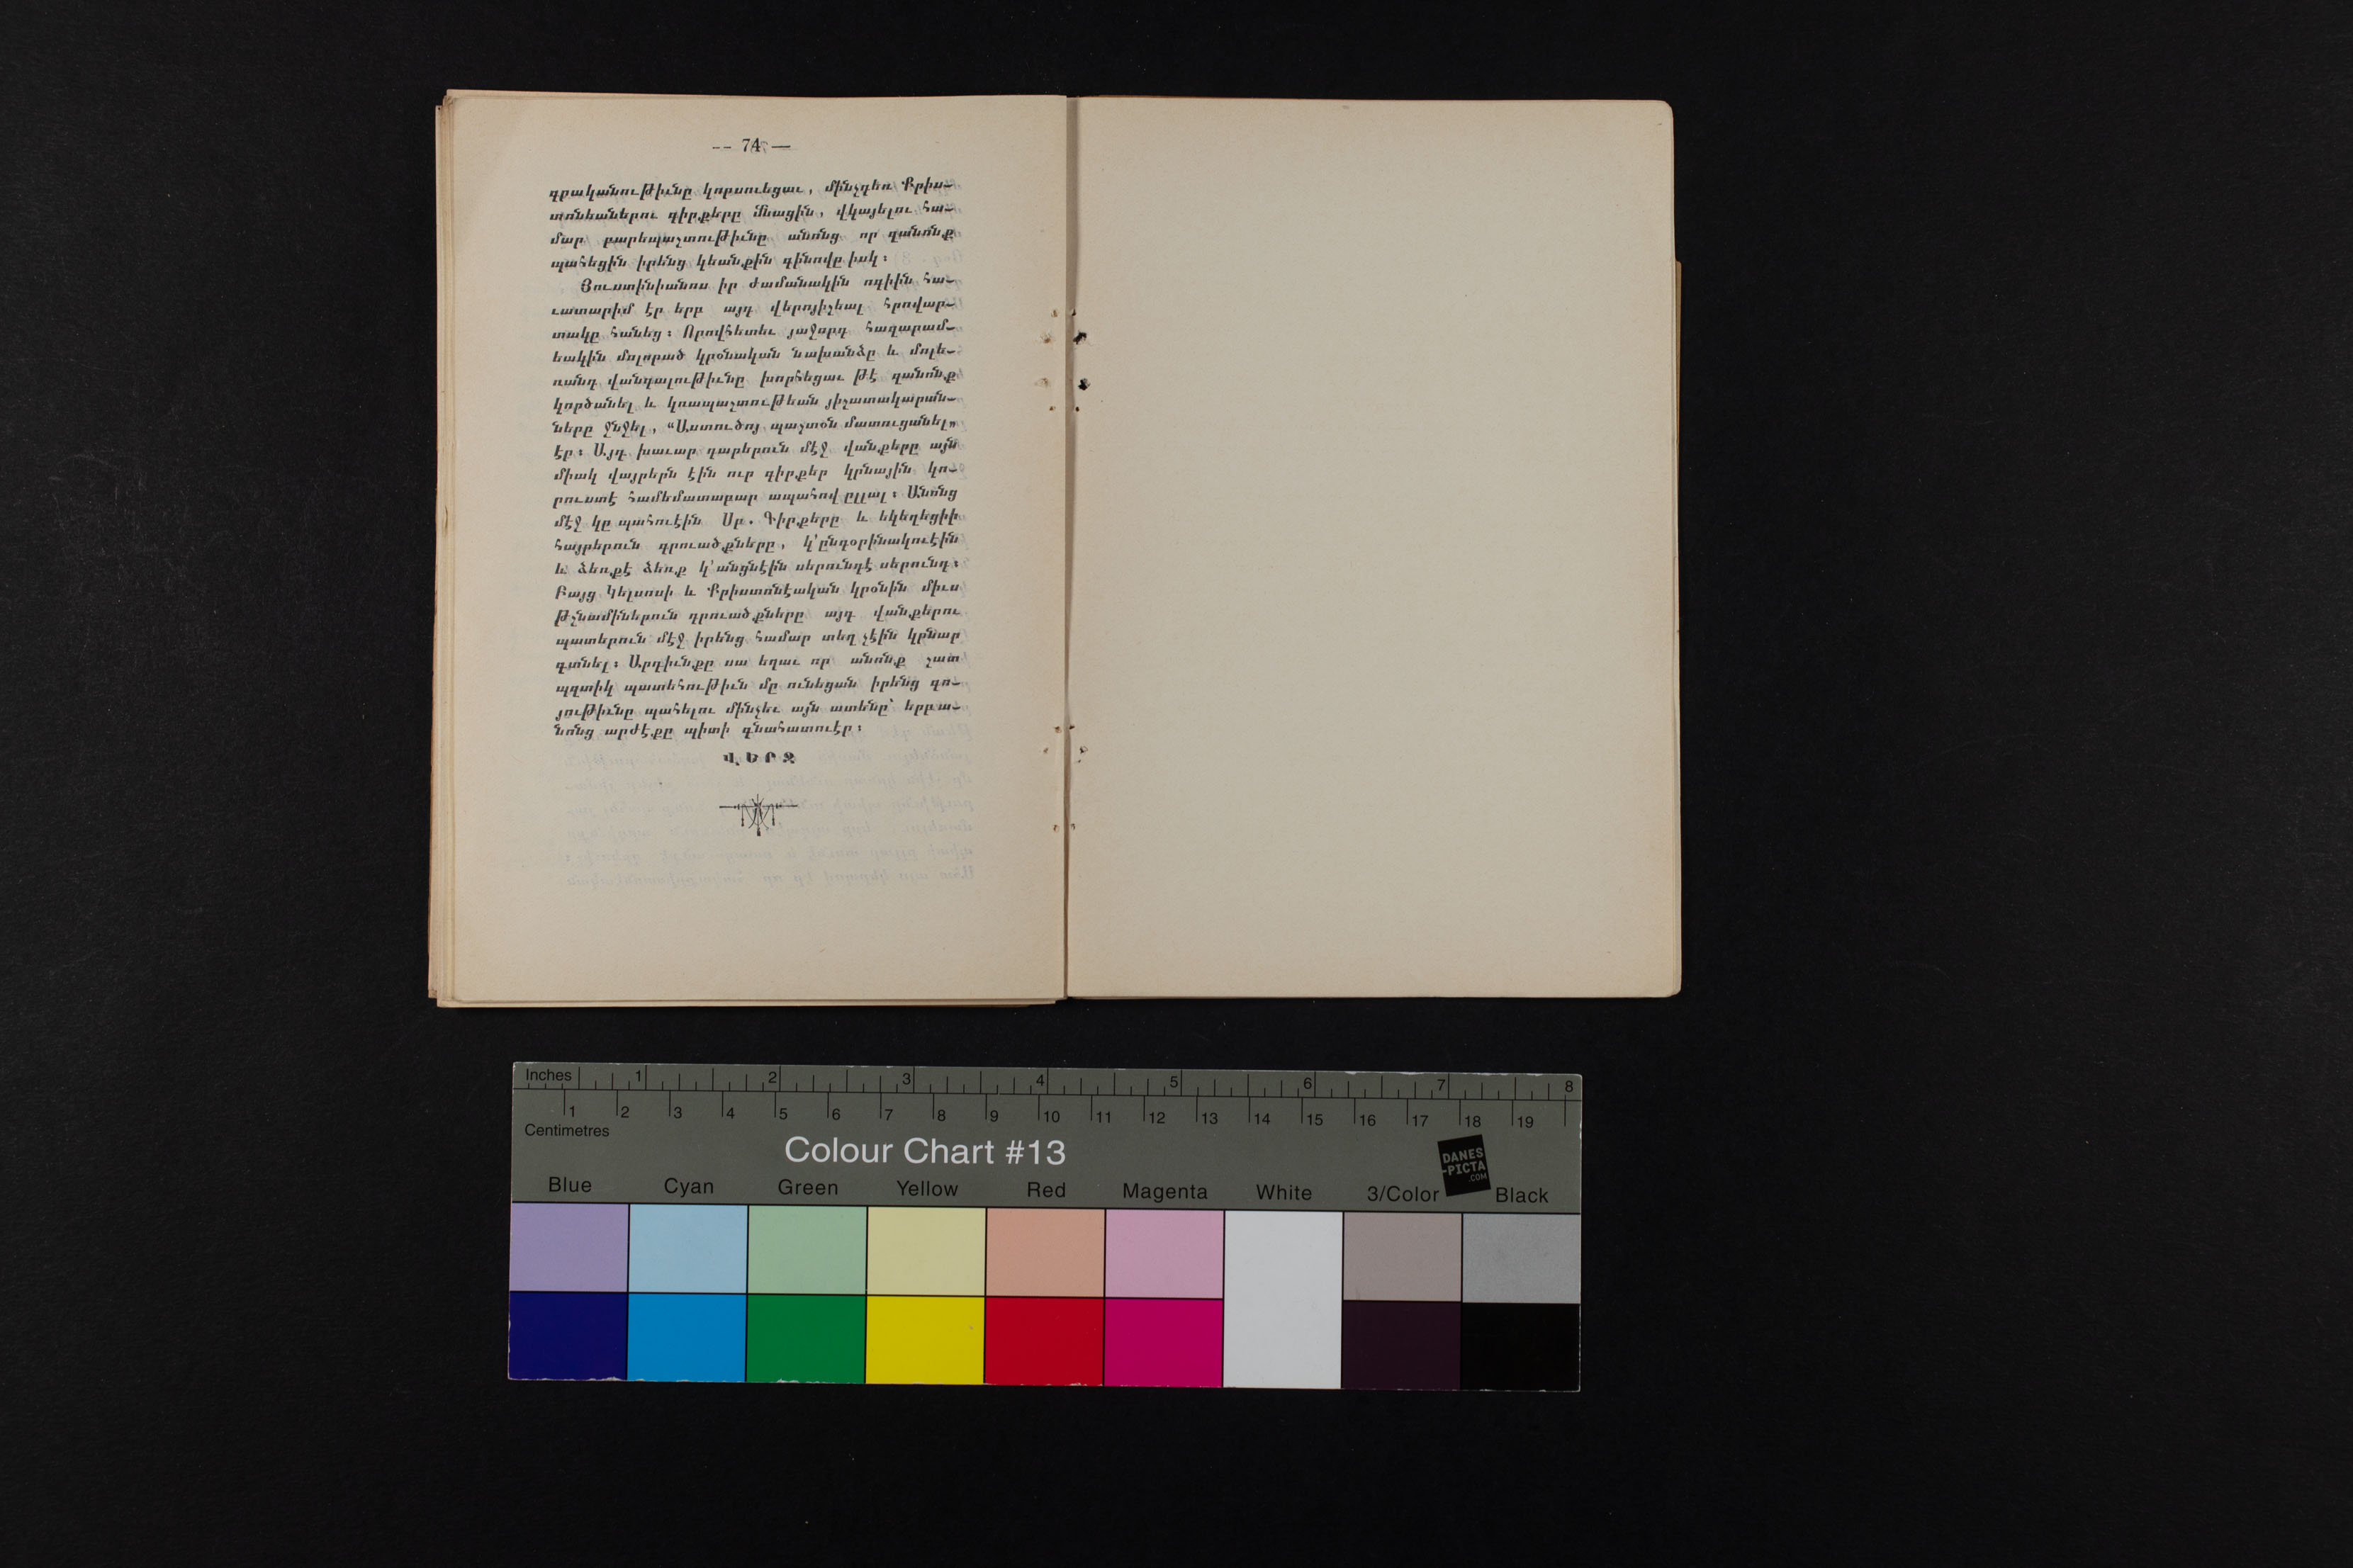 -- 74 —
գրականութիւնը կորսուեցաւ, մինչդեռ Քրիս-
տոնեաներու գիրքերը մնացին, վկայելու հա-
մար բարեպաշտութիւնը անոնց որ զանոնք
պահեցին իրենց կեանքին գինովը իսկ։
Յուստինիանոս իր ժամանակին ոգիին հա-
ւատարիմ էր երբ այդ վերոյիշեալ հրովար-
տակը հանեց։ Որովհետեւ յաջորդ հազարամ-
եակին մոլորած կրօնական նախանձը և մոլե-
ռանդ վանդալութիւնը խորհեցաւ թէ զանոնք
կործանել և կռապաշտութեան յիշատակարան-
ները ջնջել, “Աստուծոյ պաշտօն մատուցանել„
էր։ Այդ խաւար դարերուն մէջ վանքերը այն
միակ վայրերն էին ուր գիրքեր կրնային կո-
րուստէ համեմատաբար ապահով ըլլալ։ Անոնց
մէջ կը պահուէին Սբ. Գիրքերը և եկեղեցիի
հայրերուն գրուածքները, կ՚ընդօրինակուէին
և ձեռքէ ձեռք կ՚անցնէին սերունդէ սերունդ։
Բայց Կելսոսի և Քրիստոնէական կրօնին միւս
թշնամիներուն գրուածքները այդ վանքերու
պատերուն մէջ իրենց համար տեղ չէին կրնար
գտնել։ Արդիւնքը սա եղաւ որ անոնք շատ
պզտիկ պատեհութիւն մը ունեցան իրենց գո-
յութիւնը պահելու մինչեւ այն ատենը՝ երբ ա-
նոնց արժէքը պիտի գնահատուէր։
ՎԵՐՋ
Inches 1 2 3 4 5 6 7 8
1 2 3 4 5 6 7 8 9 10 11 12 13 14 15 16 17 18 19
Centimetres
Colour Chart #13
DANES
-PICTA
.COM
Blue Cyan Green Yellow Red Magenta White 3/Color Black